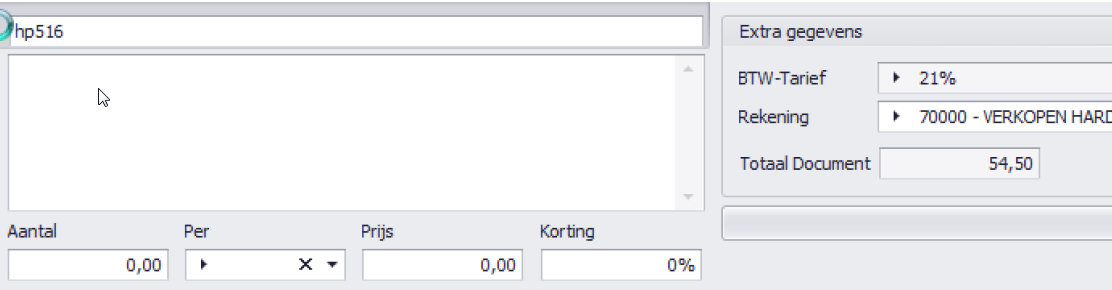 hp516
Extra gegevens
BTW-Tarief 21%
Rekening 70000 - VERKOPEN HARD
Totaal Document 54,50
Aantal Per Prijs Korting
0,00 0,00 0%